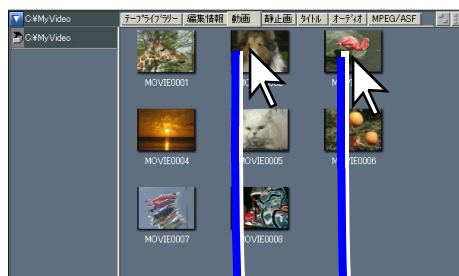 C:¥MyVideo
テープライブラリー 編集情報 動画 静止画 タイトル オーディオ MPEG/ASF
C:¥MyVideo
MOVIE0001
MOVIE0004 MOVIE0005 MOVIE0006
MOVIE0007 MOVIE0008